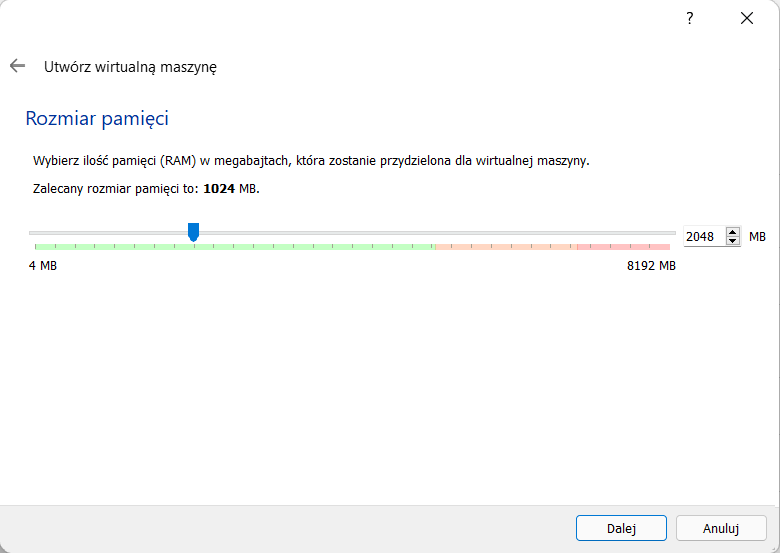 ?
Utwórz wirtualną maszynę
Rozmiar pamięci
Wybierz ilość pamięci (RAM) w megabajtach, która zostanie przydzielona dla wirtualnej maszyny.
Zalecany rozmiar pamięci to: 1024 MB.
2048 MB
4 MB 8192 MB
Dalej Anuluj